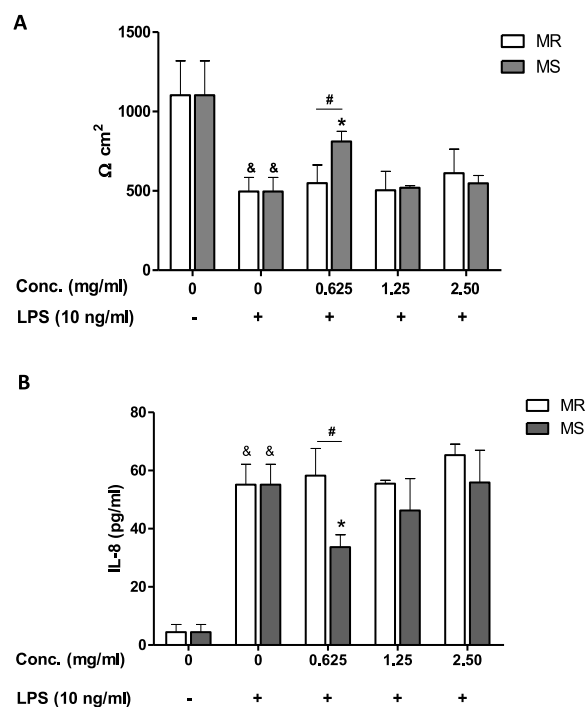 A
MR
MS
Ω cm²
1500
1000
500
0
& & # *
Conc. (mg/ml) 0 0 0.625 1.25 2.50
LPS (10 ng/ml) - + + + +
B
MR
MS
IL-8 (pg/ml)
80
60
40
20
0
& & # *
Conc. (mg/ml) 0 0 0.625 1.25 2.50
LPS (10 ng/ml) - + + + +